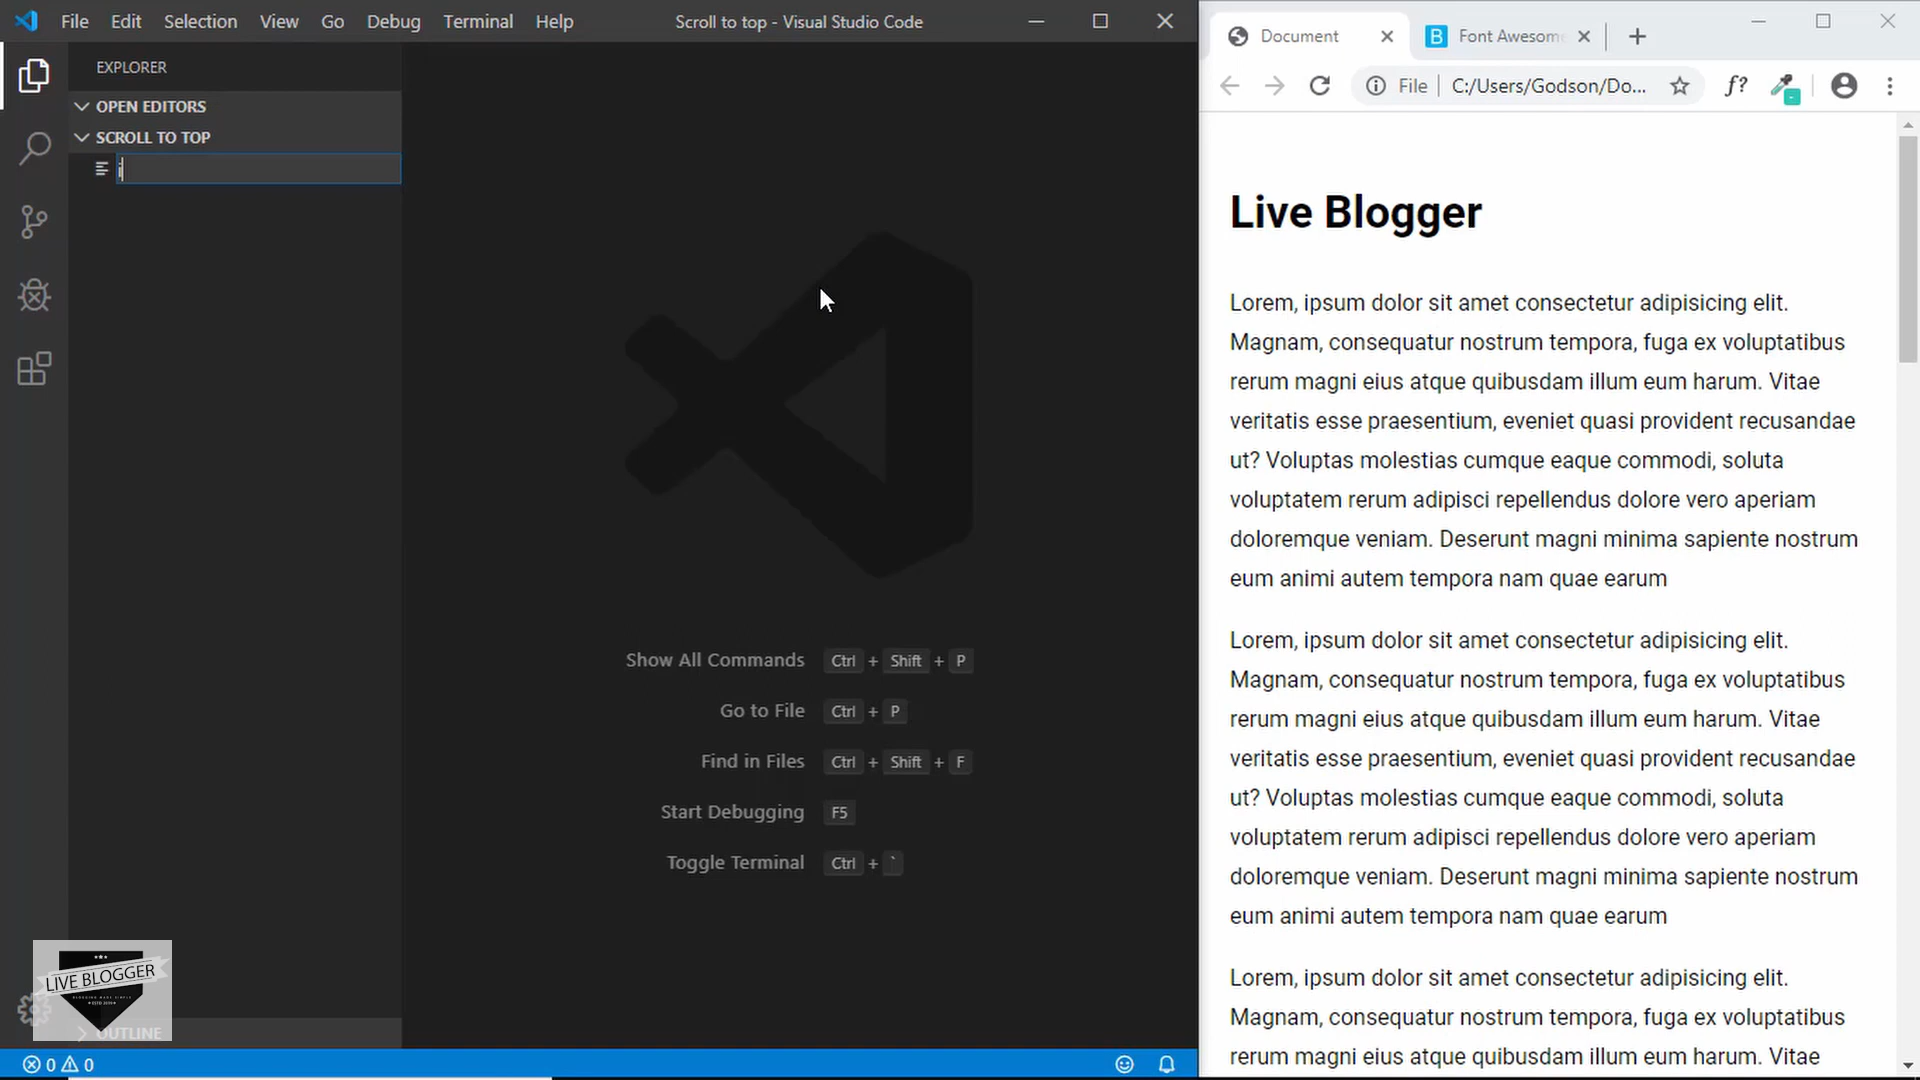 File Edit Selection View Go Debug Terminal Help Scroll to top - Visual Studio Code
EXPLORER
OPEN EDITORS
SCROLL TO TOP
i
Show All Commands Ctrl + Shift + P
Go to File Ctrl + P
Find in Files Ctrl + Shift + F
Start Debugging F5
Toggle Terminal Ctrl + `
LIVE BLOGGER
OUTLINE
0 0
Document Font Awesom
File C:/Users/Godson/Do... f?
Live Blogger
Lorem, ipsum dolor sit amet consectetur adipisicing elit.
Magnam, consequatur nostrum tempora, fuga ex voluptatibus
rerum magni eius atque quibusdam illum eum harum. Vitae
veritatis esse praesentium, eveniet quasi provident recusandae
ut? Voluptas molestias cumque eaque commodi, soluta
voluptatem rerum adipisci repellendus dolore vero aperiam
doloremque veniam. Deserunt magni minima sapiente nostrum
eum animi autem tempora nam quae earum
Lorem, ipsum dolor sit amet consectetur adipisicing elit.
Magnam, consequatur nostrum tempora, fuga ex voluptatibus
rerum magni eius atque quibusdam illum eum harum. Vitae
veritatis esse praesentium, eveniet quasi provident recusandae
ut? Voluptas molestias cumque eaque commodi, soluta
voluptatem rerum adipisci repellendus dolore vero aperiam
doloremque veniam. Deserunt magni minima sapiente nostrum
eum animi autem tempora nam quae earum
Lorem, ipsum dolor sit amet consectetur adipisicing elit.
Magnam, consequatur nostrum tempora, fuga ex voluptatibus
rerum magni eius atque quibusdam illum eum harum. Vitae